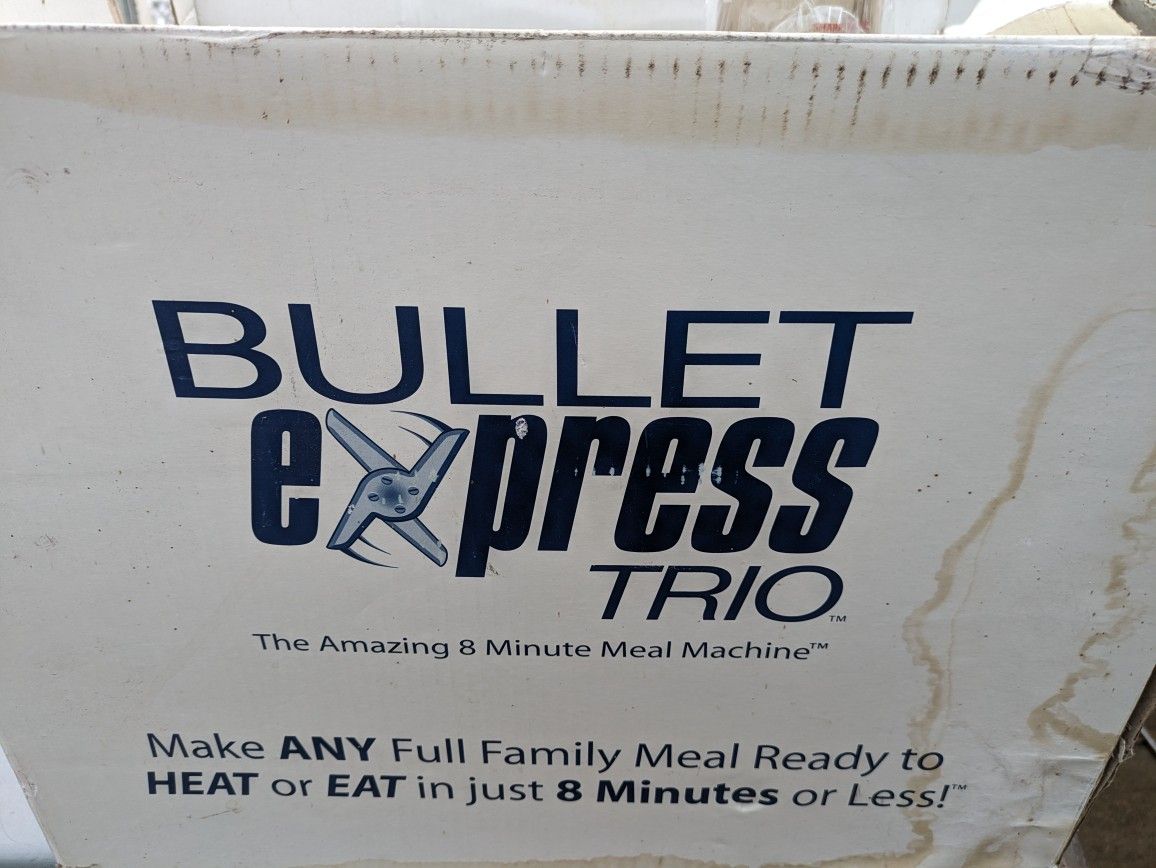 BULLET
express
TRIO™
The Amazing 8 Minute Meal Machine™
Make ANY Full Family Meal Ready to
HEAT or EAT in just 8 Minutes or Less!™